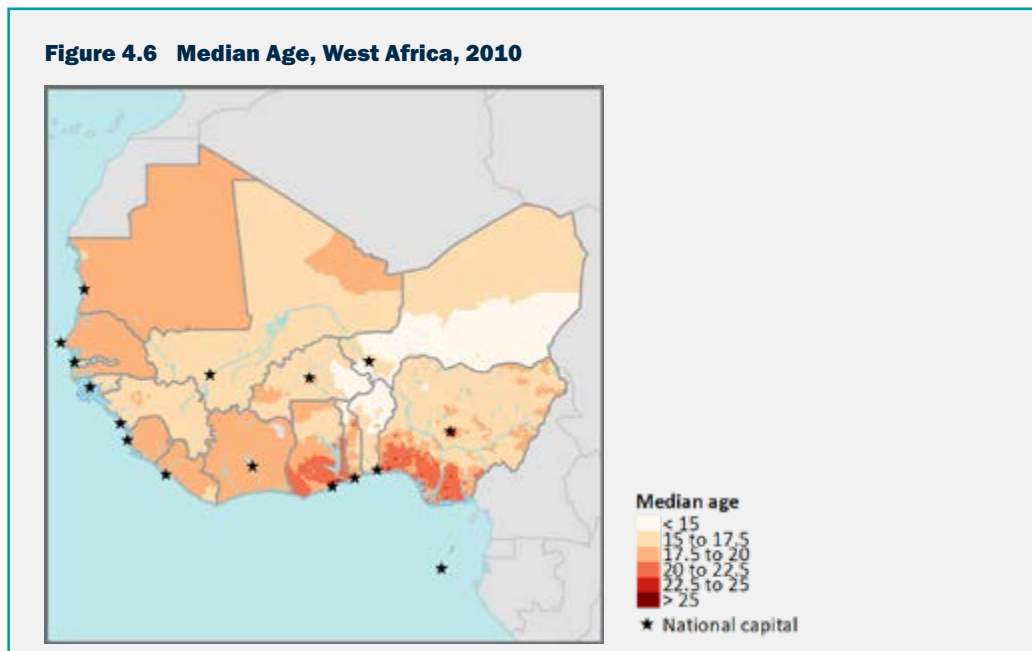 Figure 4.6 Median Age, West Africa, 2010
Median age
< 15
15 to 17.5
17.5 to 20
20 to 22.5
22.5 to 25
> 25
National capital